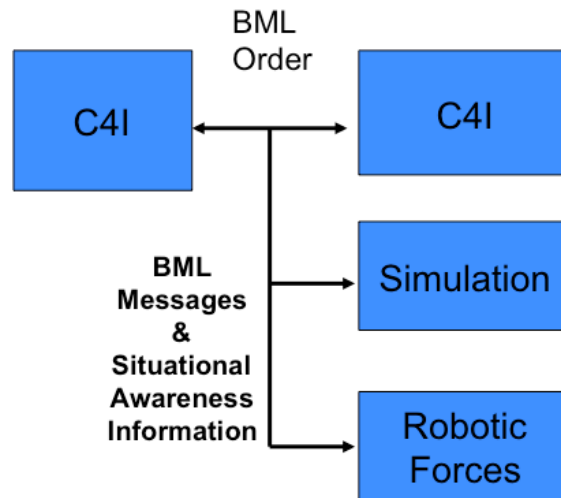 BML
Order
C4I
C4I
BML
Messages
&
Situational
Awareness
Information
Simulation
Robotic
Forces